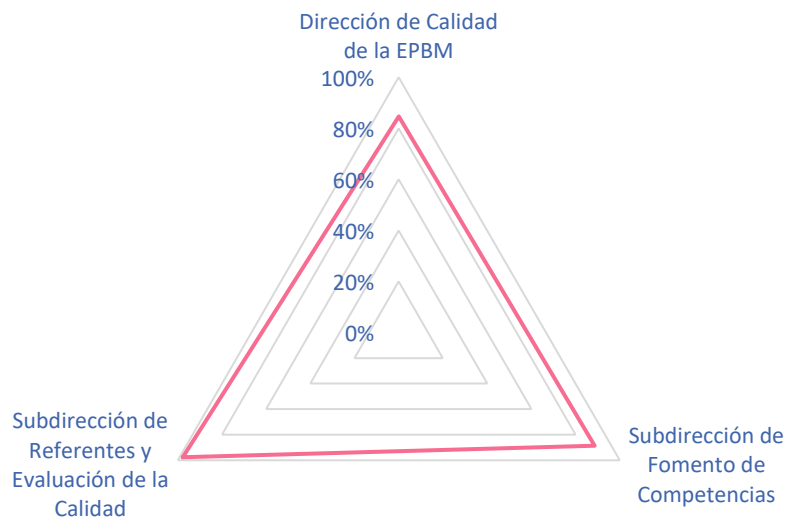 Dirección de Calidad
de la EPBM
100%
80%
60%
40%
20%
0%
Subdirección de
Fomento de
Competencias
Subdirección de
Referentes y
Evaluación de la
Calidad